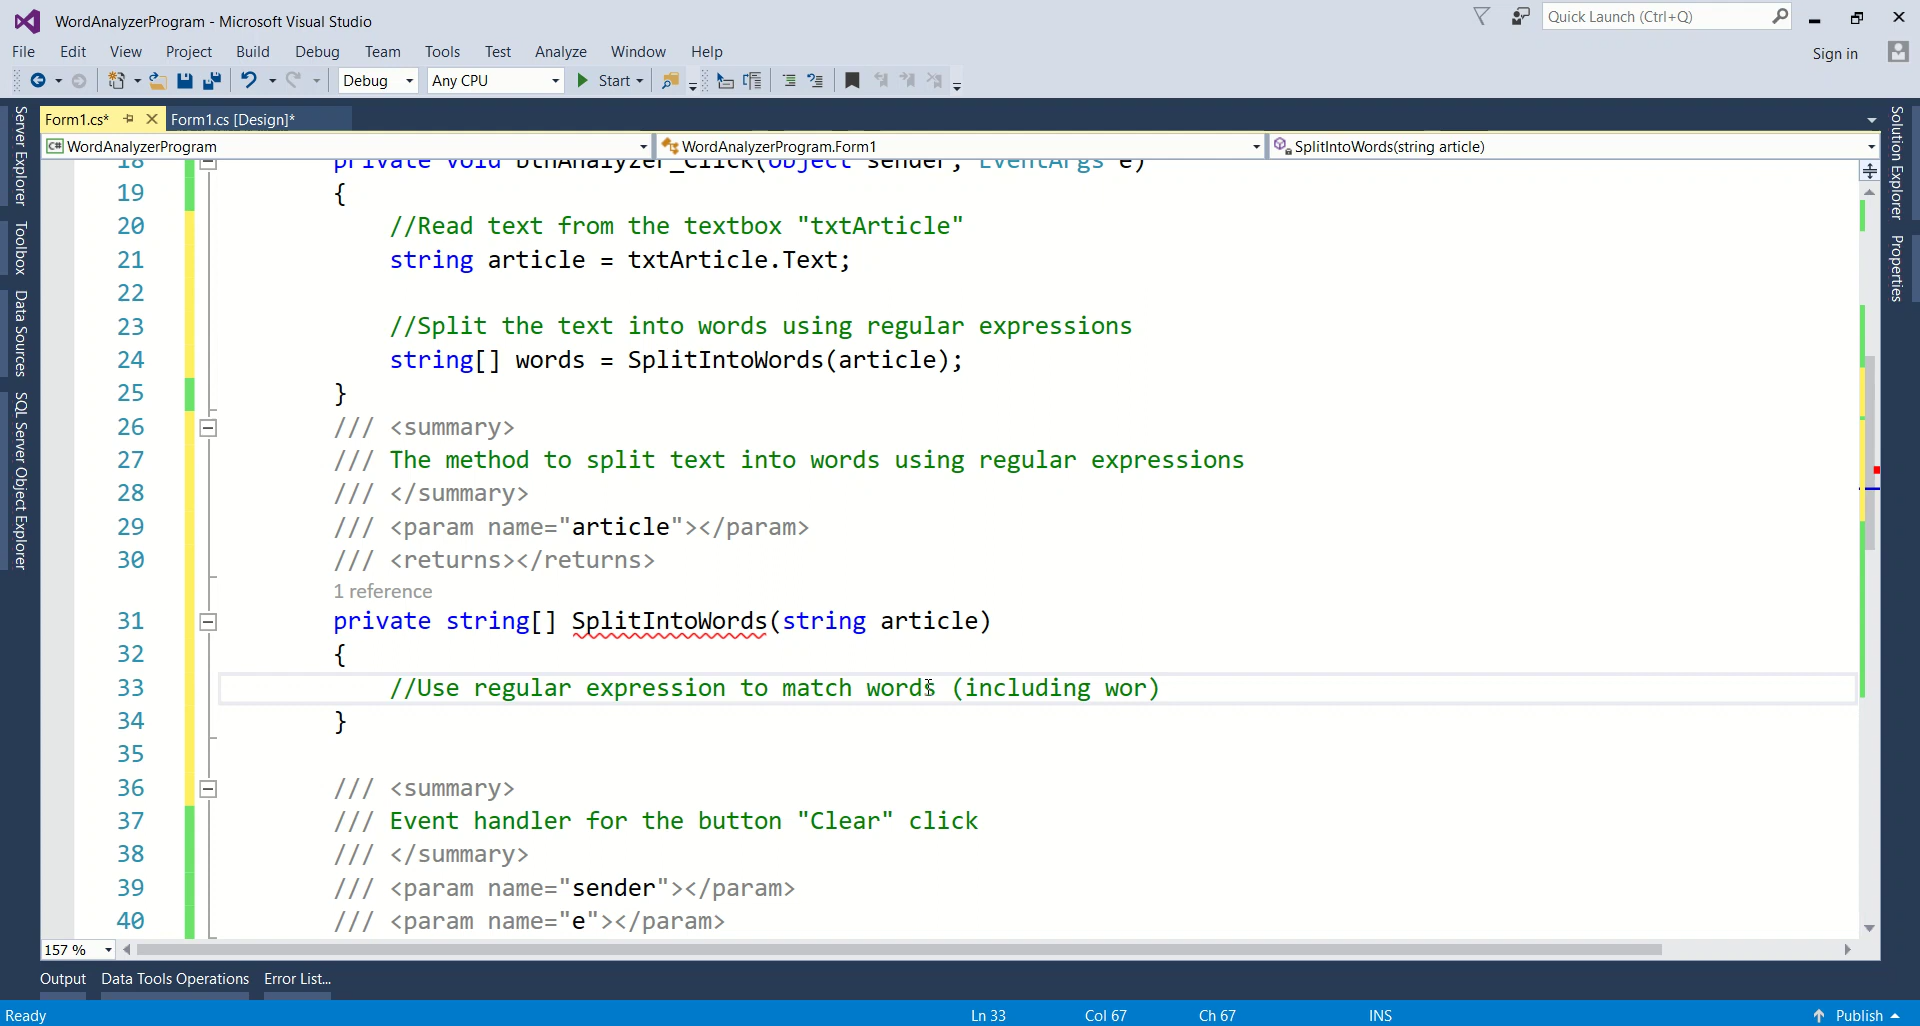 WordAnalyzerProgram - Microsoft Visual Studio
Quick Launch (Ctrl+Q)
File Edit View Project Build Debug Team Tools Test Analyze Window Help
Sign in
Debug Any CPU Start
Form1.cs* Form1.cs [Design]*
WordAnalyzerProgram WordAnalyzerProgram.Form1 SplitIntoWords(string article)
Server Explorer
Toolbox
Data Sources
SQL Server Object Explorer
Solution Explorer
Properties
18 private void btnAnalyzer_Click(object sender, EventArgs e)
19 {
20 //Read text from the textbox "txtArticle"
21 string article = txtArticle.Text;
22
23 //Split the text into words using regular expressions
24 string[] words = SplitIntoWords(article);
25 }
26 /// <summary>
27 /// The method to split text into words using regular expressions
28 /// </summary>
29 /// <param name="article"></param>
30 /// <returns></returns>
1 reference
31 private string[] SplitIntoWords(string article)
32 {
33 //Use regular expression to match words (including wor)
34 }
35
36 /// <summary>
37 /// Event handler for the button "Clear" click
38 /// </summary>
39 /// <param name="sender"></param>
40 /// <param name="e"></param>
157 %
Output Data Tools Operations Error List...
Ready Ln 33 Col 67 Ch 67 INS Publish